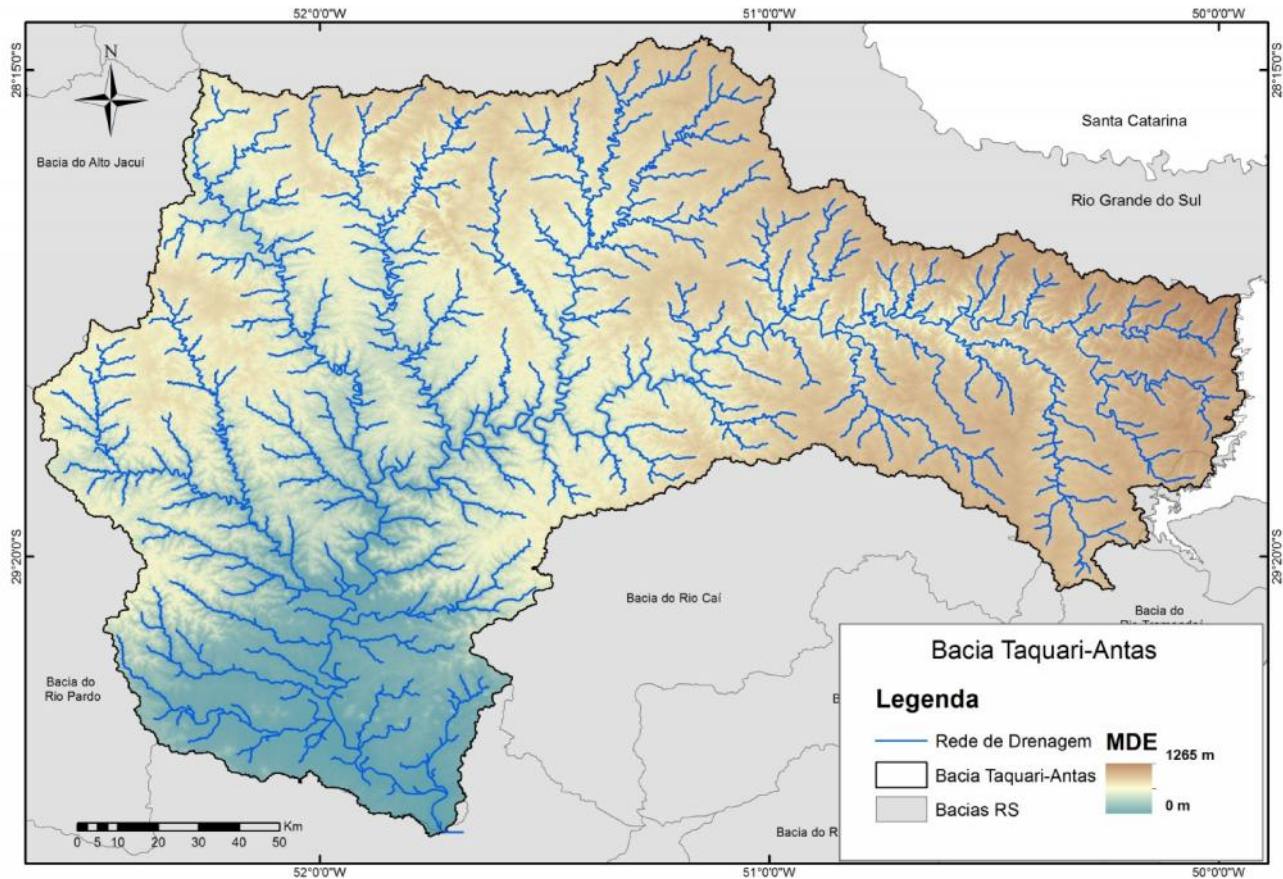 52°0'0"W
51°0'0"W
50°0'0"W
28°15'0"S
28°15'0"S
N
Santa Catarina
Bacia do Alto Jacuí
Rio Grande do Sul
29°20'0"S
29°20'0"S
Bacia do Rio Caí
Bacia do
Bacia do
Rio Pardo
Bacia Taquari-Antas
Legenda
Rede de Drenagem
MDE
1265 m
Bacia Taquari-Antas
0 m
Bacias RS
Bacia do R
Km
0 5 10 20 30 40 50
52°0'0"W
51°0'0"W
50°0'0"W